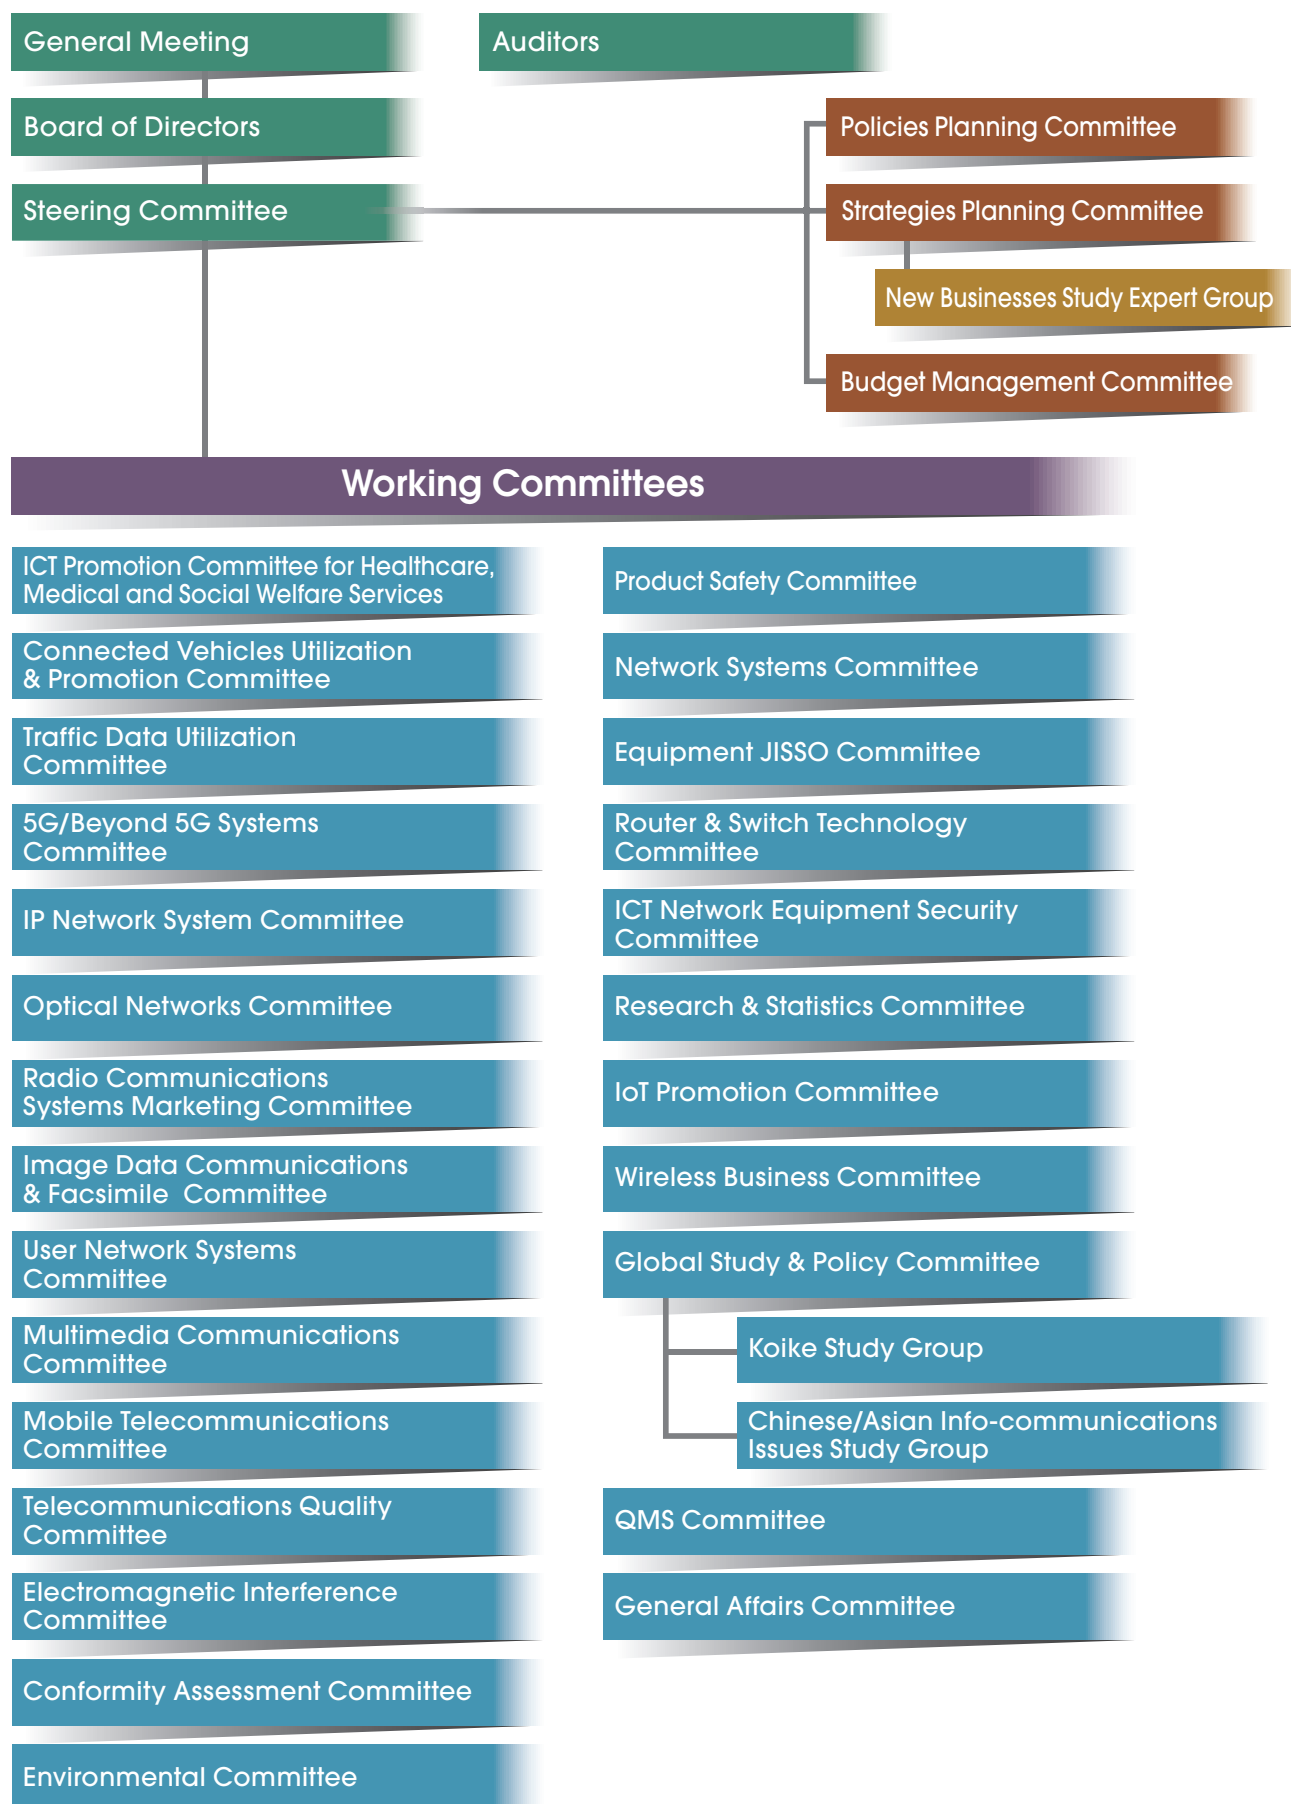 General Meeting
Auditors
Board of Directors
Policies Planning Committee
Steering Committee
Strategies Planning Committee
New Businesses Study Expert Group
Budget Management Committee
Working Committees
ICT Promotion Committee for Healthcare,
Medical and Social Welfare Services
Connected Vehicles Utilization
& Promotion Committee
Traffic Data Utilization
Committee
5G/Beyond 5G Systems
Committee
IP Network System Committee
Optical Networks Committee
Radio Communications
Systems Marketing Committee
Image Data Communications
& Facsimile Committee
User Network Systems
Committee
Multimedia Communications
Committee
Mobile Telecommunications
Committee
Telecommunications Quality
Committee
Electromagnetic Interference
Committee
Conformity Assessment Committee
Environmental Committee
Product Safety Committee
Network Systems Committee
Equipment JISSO Committee
Router & Switch Technology
Committee
ICT Network Equipment Security
Committee
Research & Statistics Committee
IoT Promotion Committee
Wireless Business Committee
Global Study & Policy Committee
Koike Study Group
Chinese/Asian Info-communications
Issues Study Group
QMS Committee
General Affairs Committee